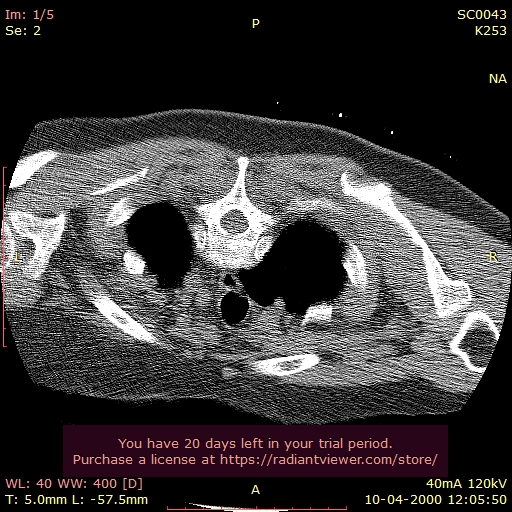 Im: 1/5
Se: 2
P
SC0043
K253
NA
L
R
You have 20 days left in your trial period.
Purchase a license at https://radiantviewer.com/store/
WL: 40 WW: 400 [D]
T: 5.0mm L: -57.5mm
A
40mA 120kV
10-04-2000 12:05:50